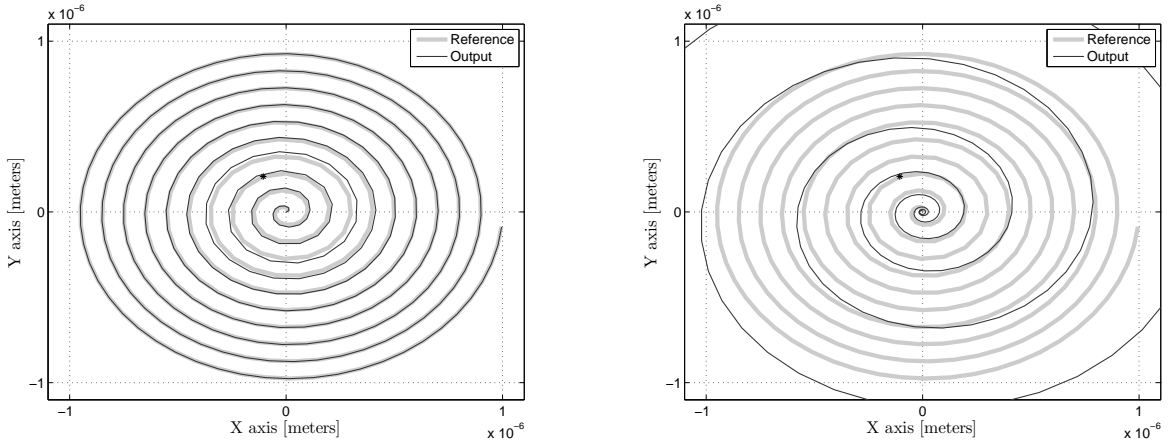 x 10⁻⁶
Reference
Output
1
0
−1
Y axis [meters]
−1
0
1
X axis [meters]
x 10⁻⁶
x 10⁻⁶
Reference
Output
1
0
−1
Y axis [meters]
−1
0
1
X axis [meters]
x 10⁻⁶